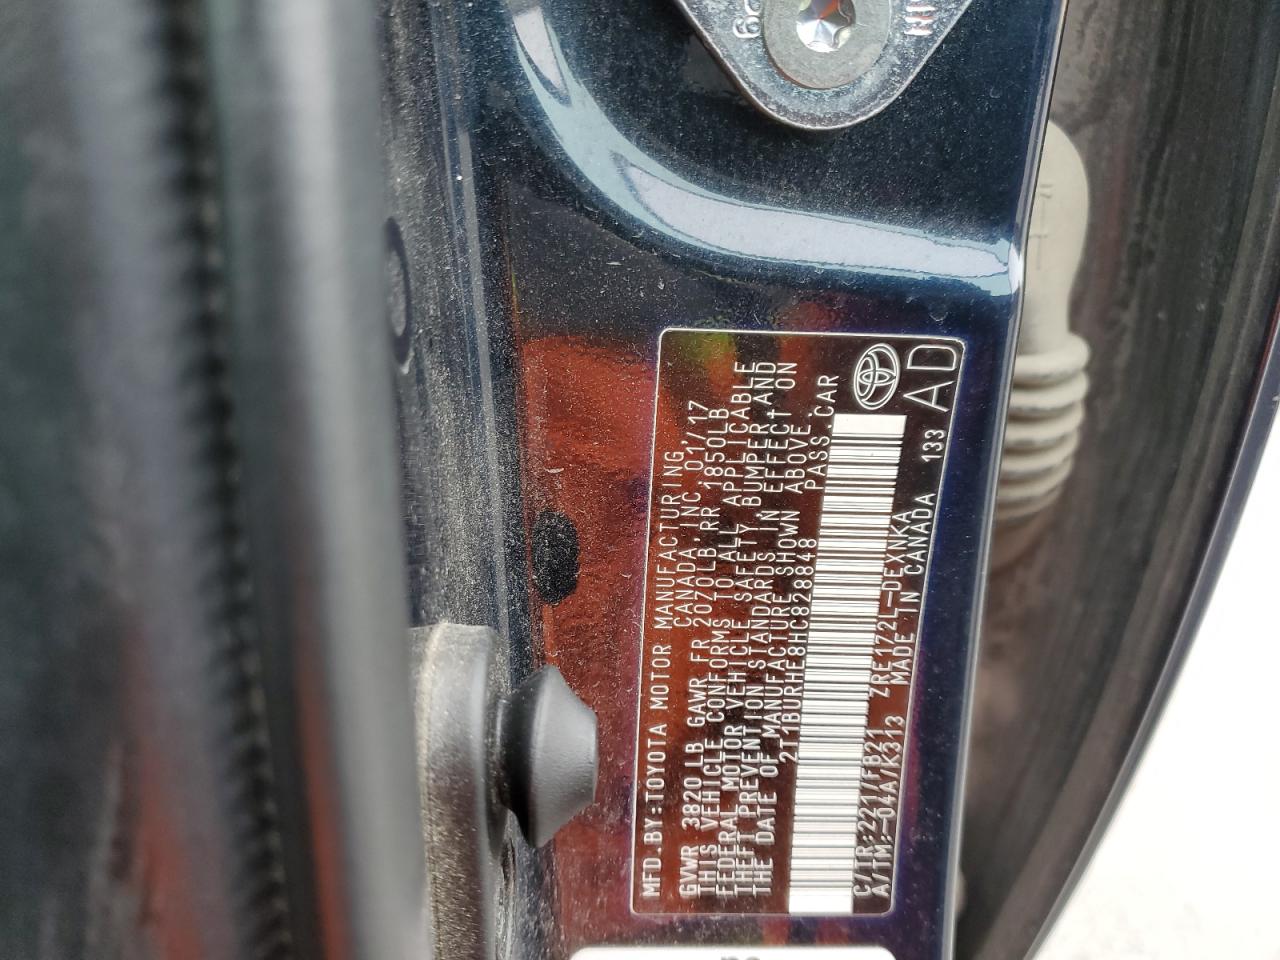 MFD.BY:TOYOTA MOTOR MANUFACTURING,
CANADA,INC. 01/17
GVWR 3820 LB GAWR FR 2070LB,RR 1850LB
THIS VEHICLE CONFORMS TO ALL APPLICABLE
FEDERAL MOTOR VEHICLE SAFETY,BUMPER,AND
THEFT PREVENTION STANDARDS IN EFFECT ON
THE DATE OF MANUFACTURE SHOWN ABOVE.
2T1BURHE8HC828848 PASS.CAR
C/TR:221/FB21 ZRE172L-DEXNKA 133 AD
A/TM:-04A/K313 MADE IN CANADA